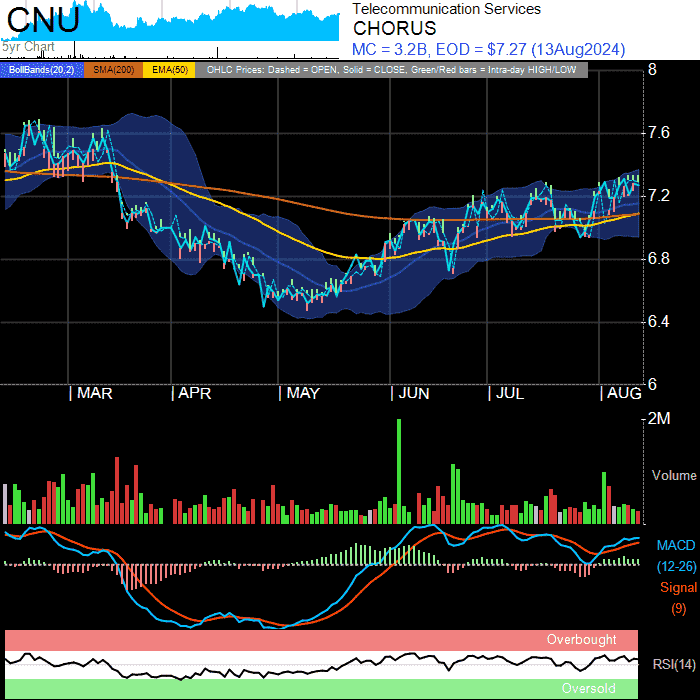 CNU
5yr Chart
Telecommunication Services
CHORUS
MC = 3.2B, EOD = $7.27 (13Aug2024)
BollBands(20,2) SMA(200) EMA(50) OHLC Prices: Dashed = OPEN, Solid = CLOSE, Green/Red bars = Intra-day HIGH/LOW
8
7.6
7.2
6.8
6.4
6
| MAR | APR | MAY | JUN | JUL | AUG
2M
Volume
MACD
(12-26)
Signal
(9)
Overbought
RSI(14)
Oversold